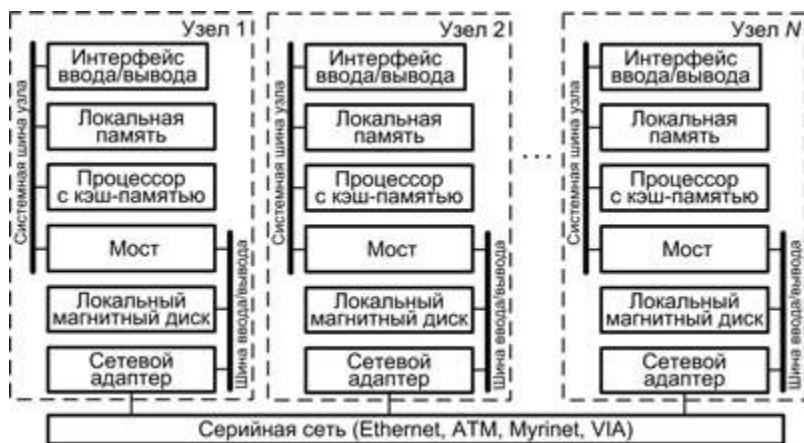 Узел 1
Интерфейс
ввода/вывода
Локальная
память
Процессор
с кэш-памятью
Мост
Локальный
магнитный диск
Сетевой
адаптер
Системная шина узла
Шина ввода/вывода
Узел 2
Интерфейс
ввода/вывода
Локальная
память
Процессор
с кэш-памятью
Мост
Локальный
магнитный диск
Сетевой
адаптер
Системная шина узла
Шина ввода/вывода
...
Узел N
Интерфейс
ввода/вывода
Локальная
память
Процессор
с кэш-памятью
Мост
Локальный
магнитный диск
Сетевой
адаптер
Системная шина узла
Шина ввода/вывода
Серийная сеть (Ethernet, ATM, Myrinet, VIA)